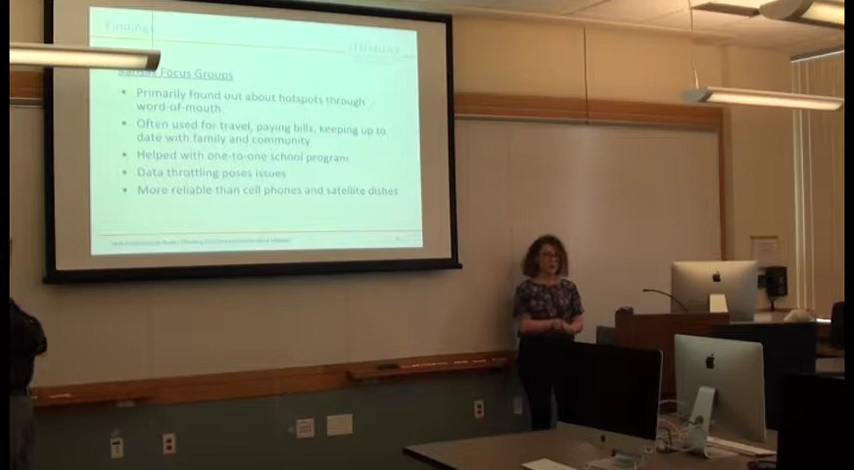 Findings
SIMMONS
Kansas Focus Groups
• Primarily found out about hotspots through
word-of-mouth
• Often used for travel, paying bills, keeping up to
date with family and community
• Helped with one-to-one school program
• Data throttling poses issues
• More reliable than cell phones and satellite dishes